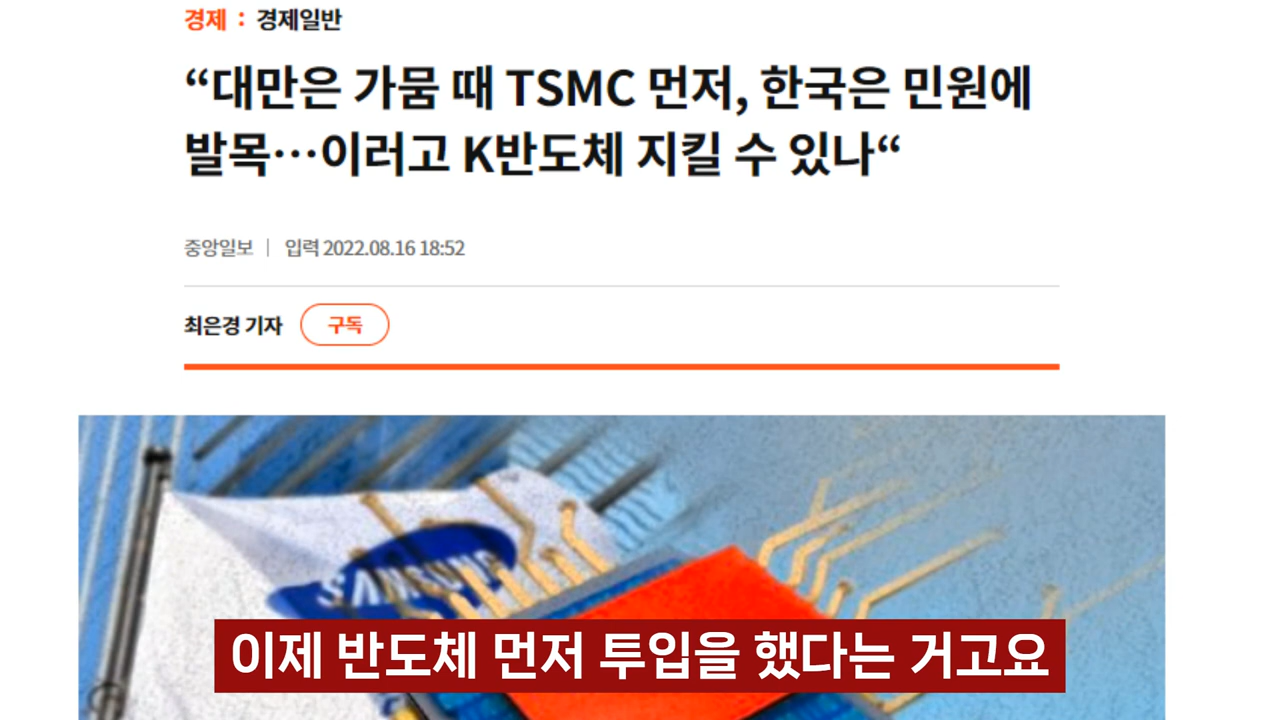 경제 : 경제일반
“대만은 가뭄 때 TSMC 먼저, 한국은 민원에
발목…이러고 K반도체 지킬 수 있나“
중앙일보 | 입력 2022.08.16 18:52
최은경 기자 구독
SAMSUNG
이제 반도체 먼저 투입을 했다는 거고요